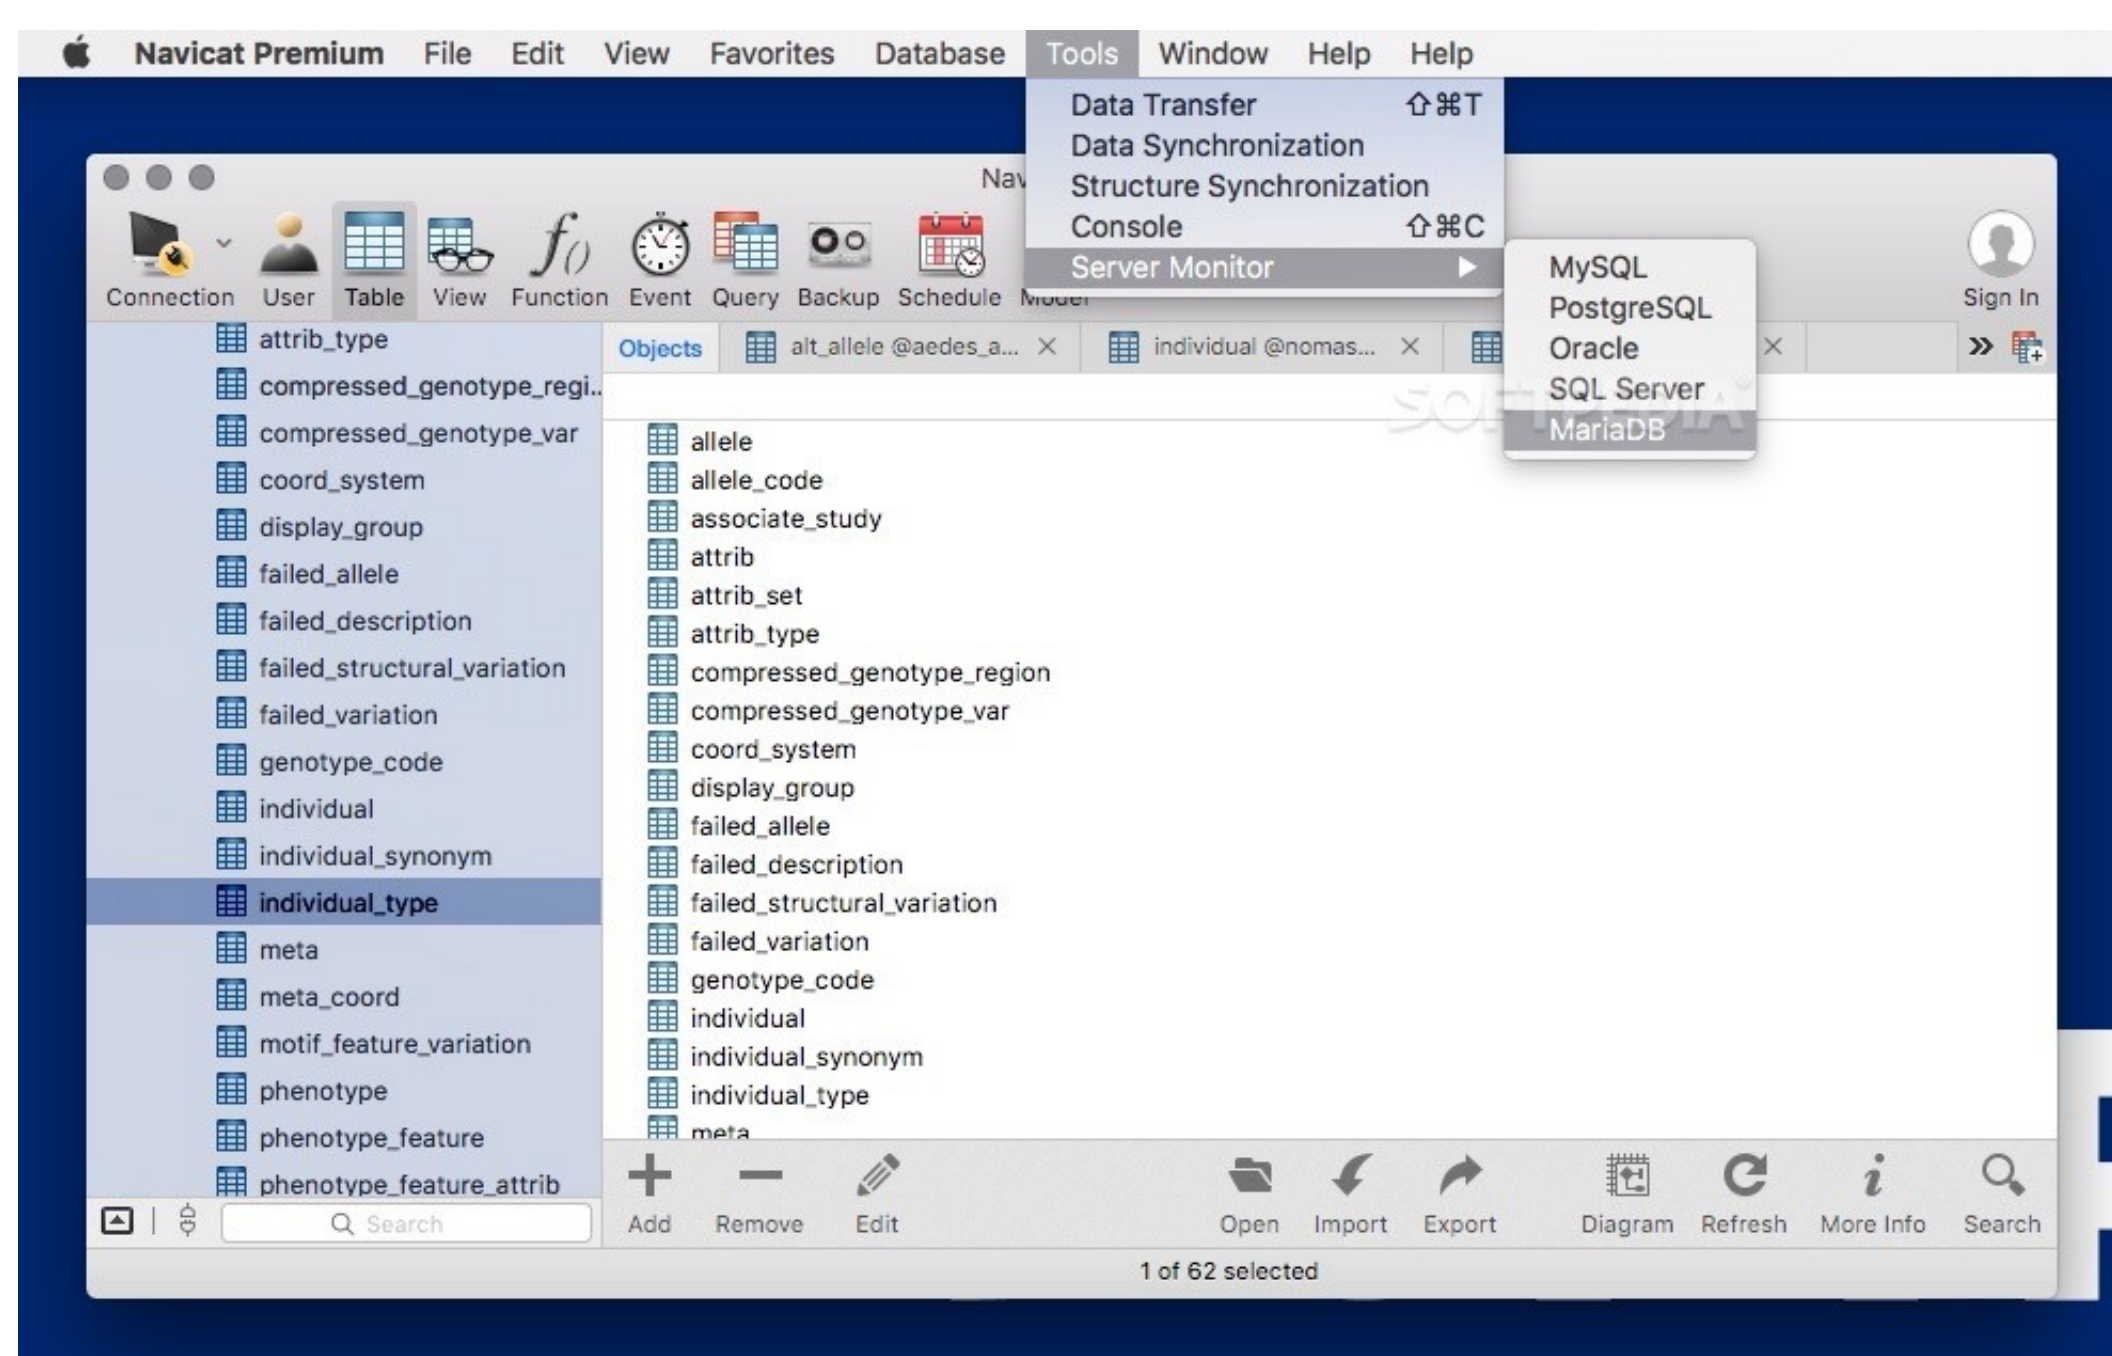 Navicat Premium File Edit View Favorites Database Tools Window Help Help
Data Transfer ⇧⌘T
Data Synchronization
Structure Synchronization
Console ⇧⌘C
Server Monitor
MySQL
PostgreSQL
Oracle
SQL Server
MariaDB
Nav
Connection User Table View Function Event Query Backup Schedule Model Sign In
Objects alt_allele @aedes_a... individual @nomas...
SOFTPEDIA
attrib_type
compressed_genotype_regi..
compressed_genotype_var
coord_system
display_group
failed_allele
failed_description
failed_structural_variation
failed_variation
genotype_code
individual
individual_synonym
individual_type
meta
meta_coord
motif_feature_variation
phenotype
phenotype_feature
phenotype_feature_attrib
Search
allele
allele_code
associate_study
attrib
attrib_set
attrib_type
compressed_genotype_region
compressed_genotype_var
coord_system
display_group
failed_allele
failed_description
failed_structural_variation
failed_variation
genotype_code
individual
individual_synonym
individual_type
meta
Add Remove Edit Open Import Export Diagram Refresh More Info Search
1 of 62 selected